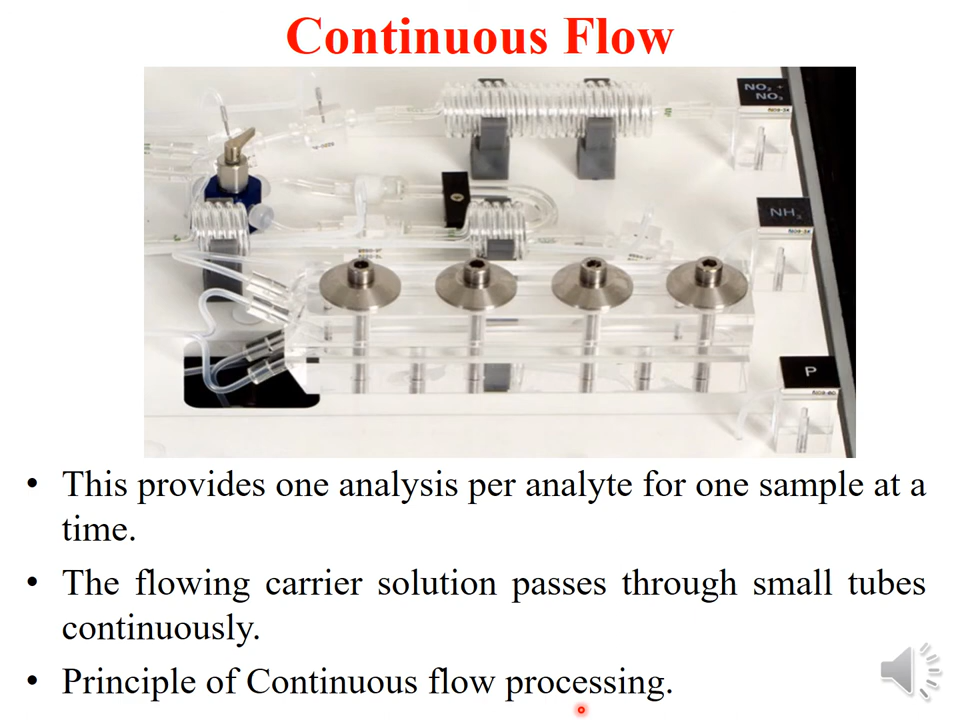 Continuous Flow
NO₂ +
NO₃
NH₃
P
• This provides one analysis per analyte for one sample at a
time.
• The flowing carrier solution passes through small tubes
continuously.
• Principle of Continuous flow processing.